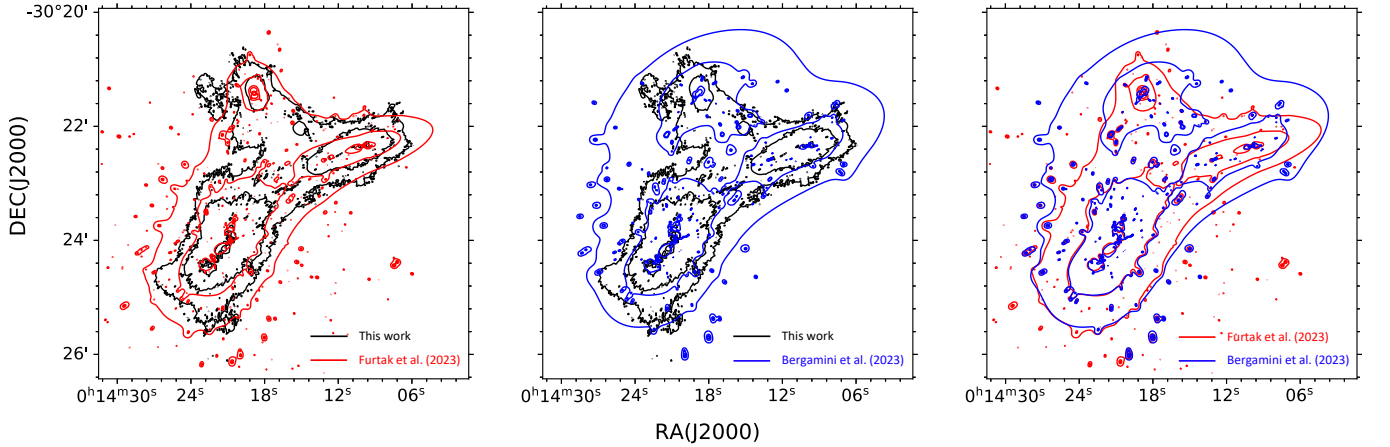 -30°20'
22'
24'
26'
DEC(J2000)
This work
Furtak et al. (2023)
This work
Bergamini et al. (2023)
Furtak et al. (2023)
Bergamini et al. (2023)
0ʰ14ᵐ30ˢ 24ˢ 18ˢ 12ˢ 06ˢ
0ʰ14ᵐ30ˢ 24ˢ 18ˢ 12ˢ 06ˢ
0ʰ14ᵐ30ˢ 24ˢ 18ˢ 12ˢ 06ˢ
RA(J2000)